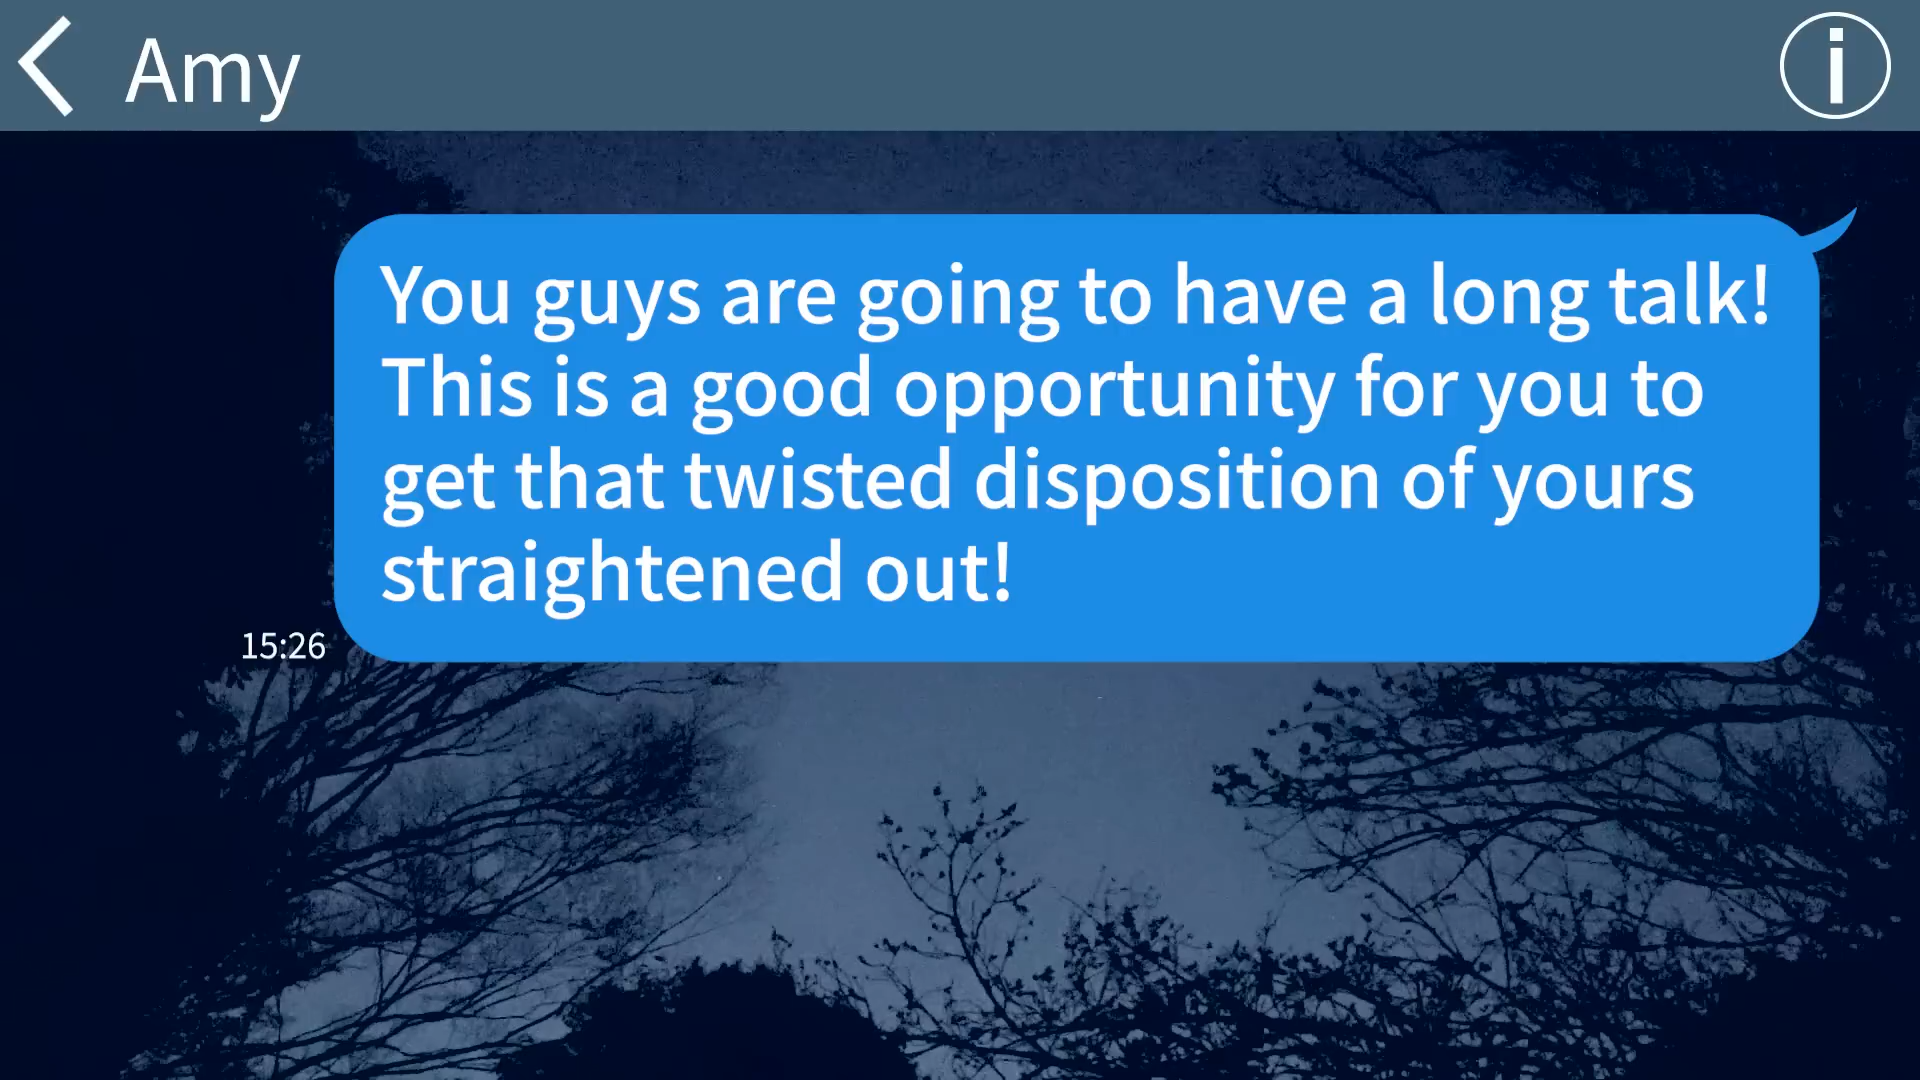 Amy
You guys are going to have a long talk!
This is a good opportunity for you to
get that twisted disposition of yours
straightened out!
15:26